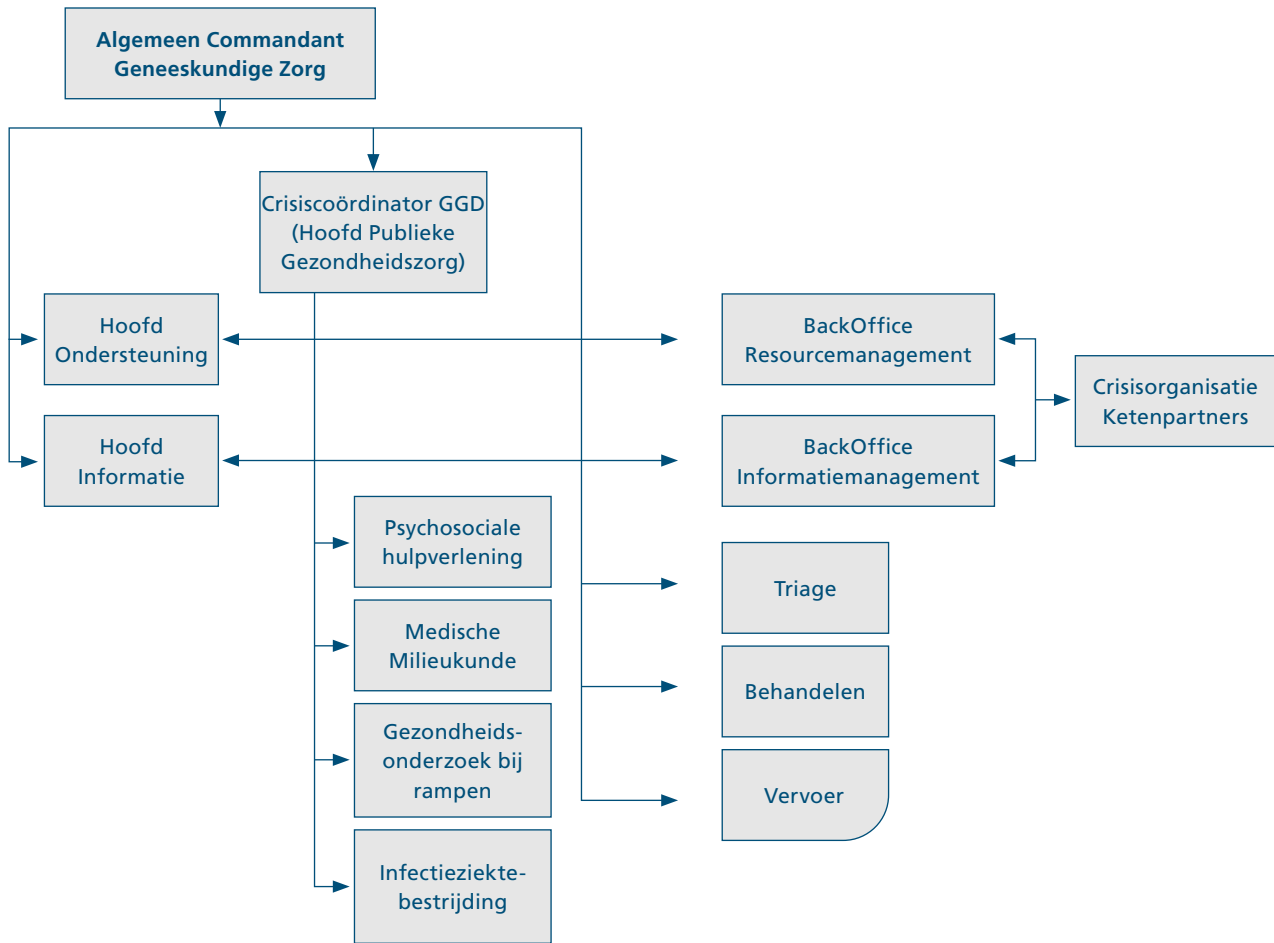 Algemeen Commandant
Geneeskundige Zorg
Crisiscoördinator GGD
(Hoofd Publieke
Gezondheidszorg)
Hoofd
Ondersteuning
BackOffice
Resourcemanagement
Crisisorganisatie
Ketenpartners
Hoofd
Informatie
BackOffice
Informatiemanagement
Psychosociale
hulpverlening
Medische
Milieukunde
Gezondheids-
onderzoek bij
rampen
Infectieziekte-
bestrijding
Triage
Behandelen
Vervoer